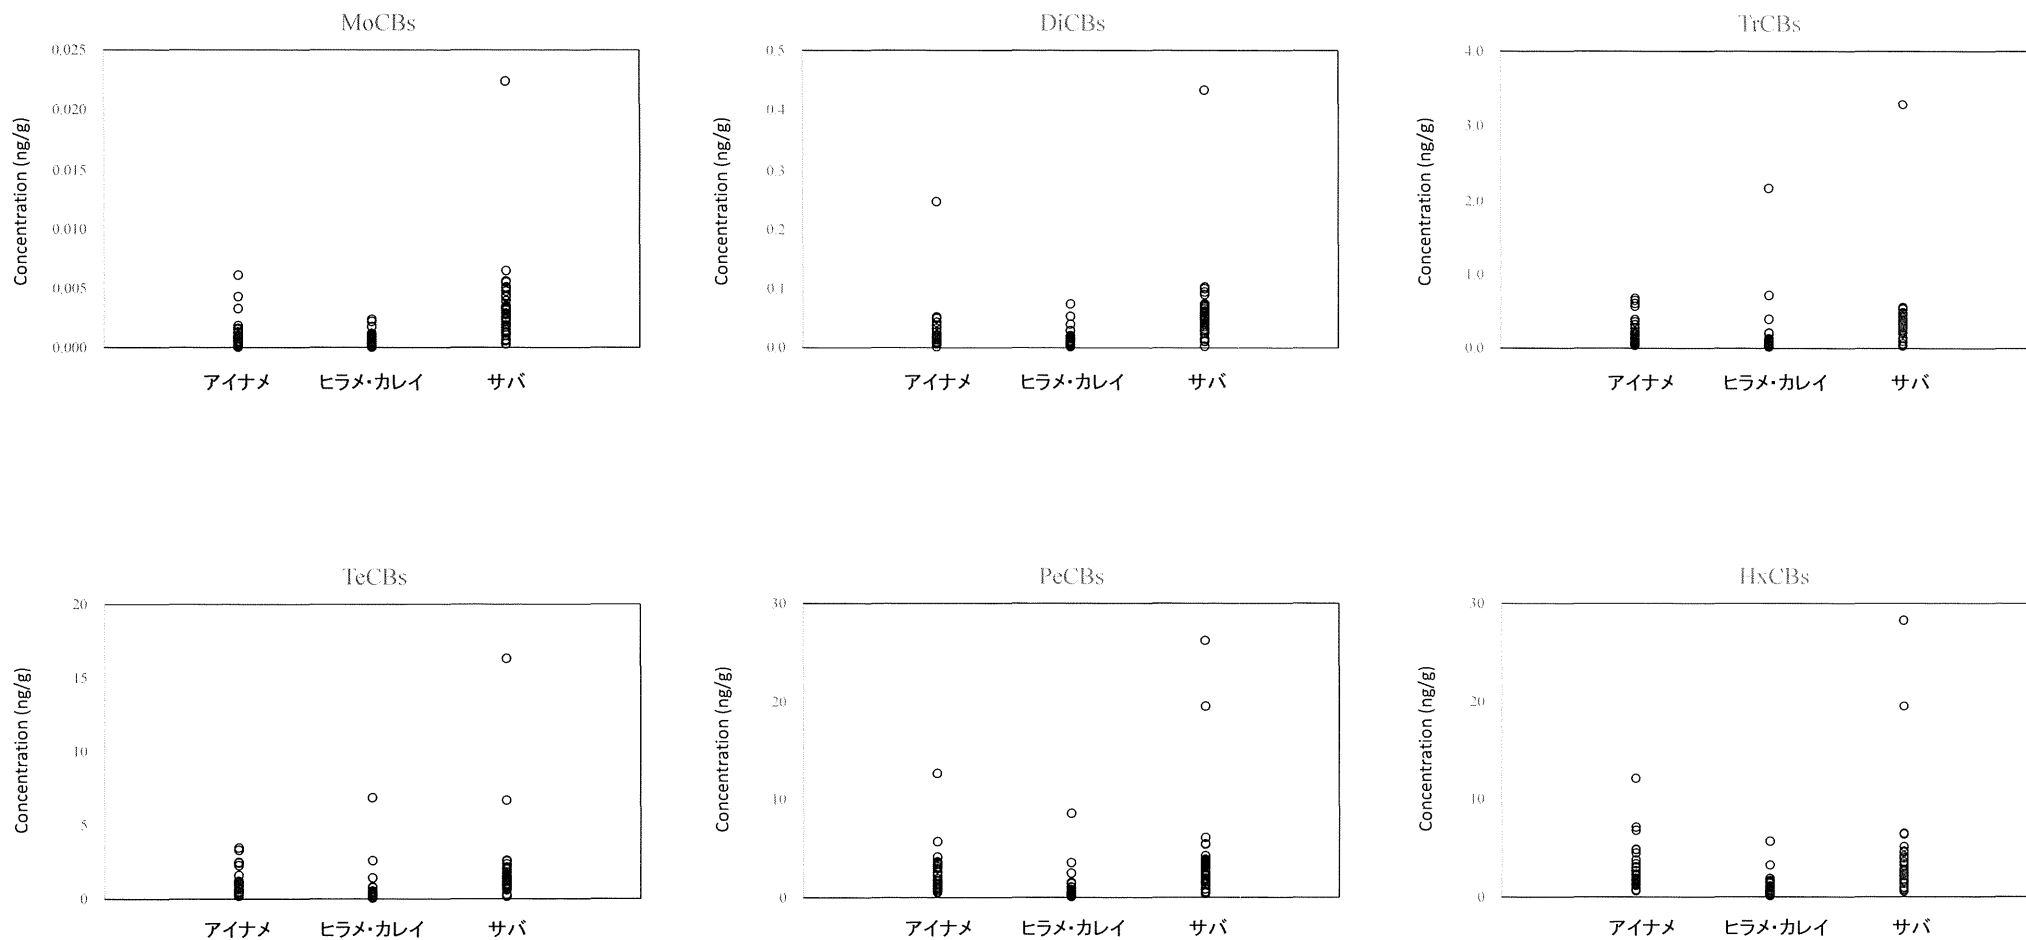 MoCBs
Concentration (ng/g)
0.025
0.020
0.015
0.010
0.005
0.000
アイナメ ヒラメ・カレイ サバ
DiCBs
Concentration (ng/g)
0.5
0.4
0.3
0.2
0.1
0.0
アイナメ ヒラメ・カレイ サバ
TrCBs
Concentration (ng/g)
4.0
3.0
2.0
1.0
0.0
アイナメ ヒラメ・カレイ サバ
TeCBs
Concentration (ng/g)
20
15
10
5
0
アイナメ ヒラメ・カレイ サバ
PeCBs
Concentration (ng/g)
30
20
10
0
アイナメ ヒラメ・カレイ サバ
HxCBs
Concentration (ng/g)
30
20
10
0
アイナメ ヒラメ・カレイ サバ